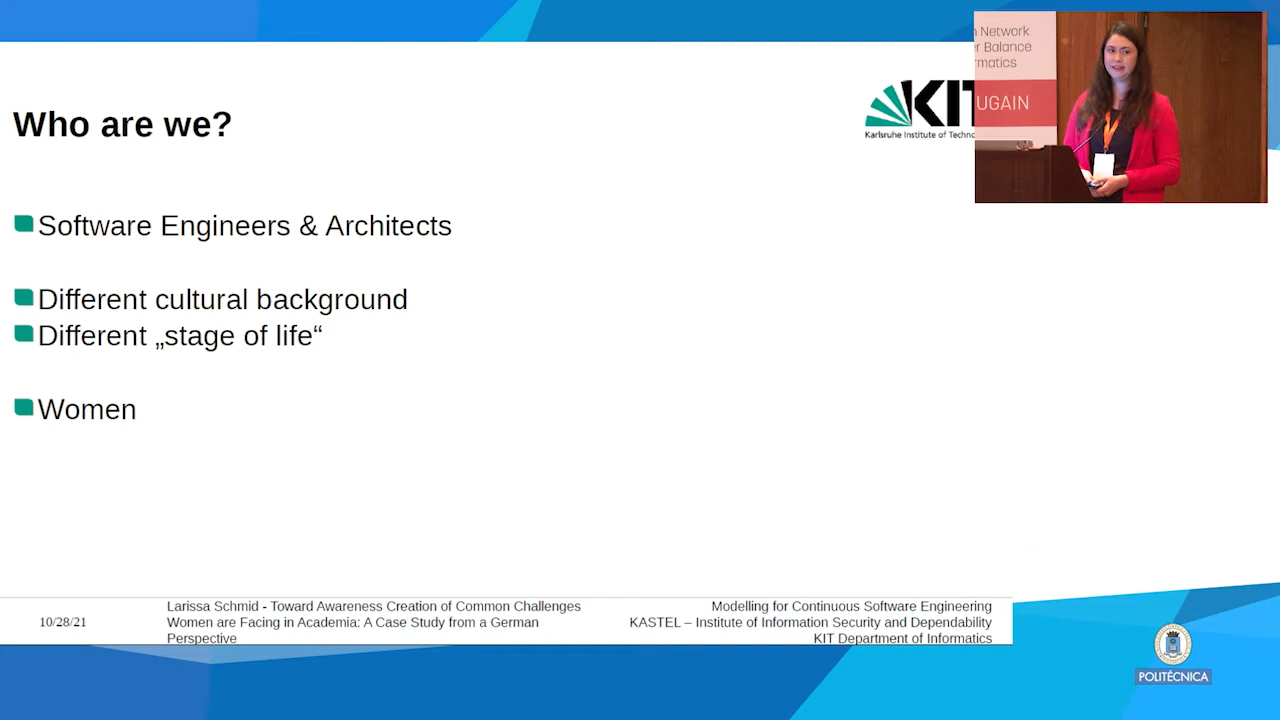 Who are we?
KIT
Karlsruhe Institute of Techno
n Network
er Balance
rmatics
UGAIN
Software Engineers & Architects
Different cultural background
Different „stage of life“
Women
10/28/21
Larissa Schmid - Toward Awareness Creation of Common Challenges
Women are Facing in Academia: A Case Study from a German
Perspective
Modelling for Continuous Software Engineering
KASTEL – Institute of Information Security and Dependability
KIT Department of Informatics
POLITÉCNICA